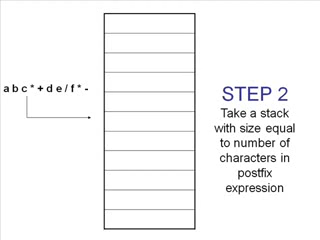 a b c * + d e / f * -
STEP 2
Take a stack
with size equal
to number of
characters in
postfix
expression